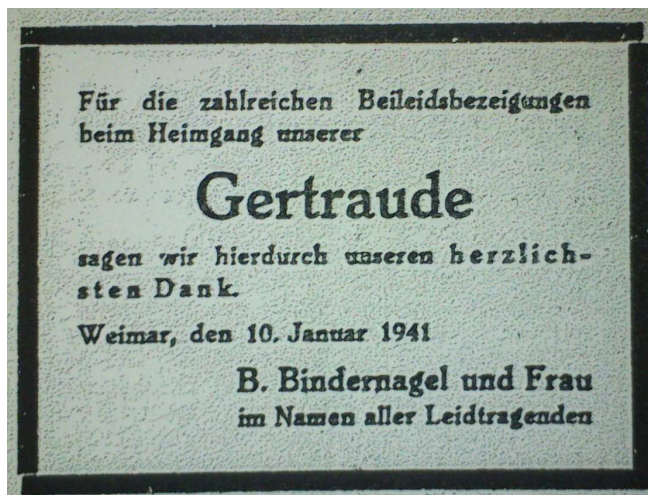 Für die zahlreichen Beileidsbezeigungen
beim Heimgang unserer
Gertraude
sagen wir hierdurch unseren herzlich-
sten Dank.
Weimar, den 10. Januar 1941
B. Bindernagel und Frau
im Namen aller Leidtragenden